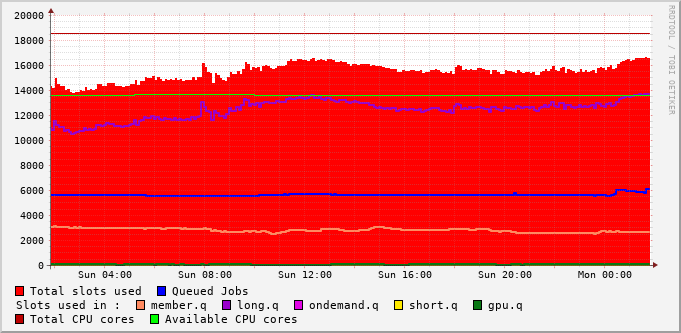 RRDTOOL / TOBI OETIKER
20000
18000
16000
14000
12000
10000
8000
6000
4000
2000
0
Sun 04:00 Sun 08:00 Sun 12:00 Sun 16:00 Sun 20:00 Mon 00:00
Total slots used Queued Jobs
Slots used in : member.q long.q ondemand.q short.q gpu.q
Total CPU cores Available CPU cores